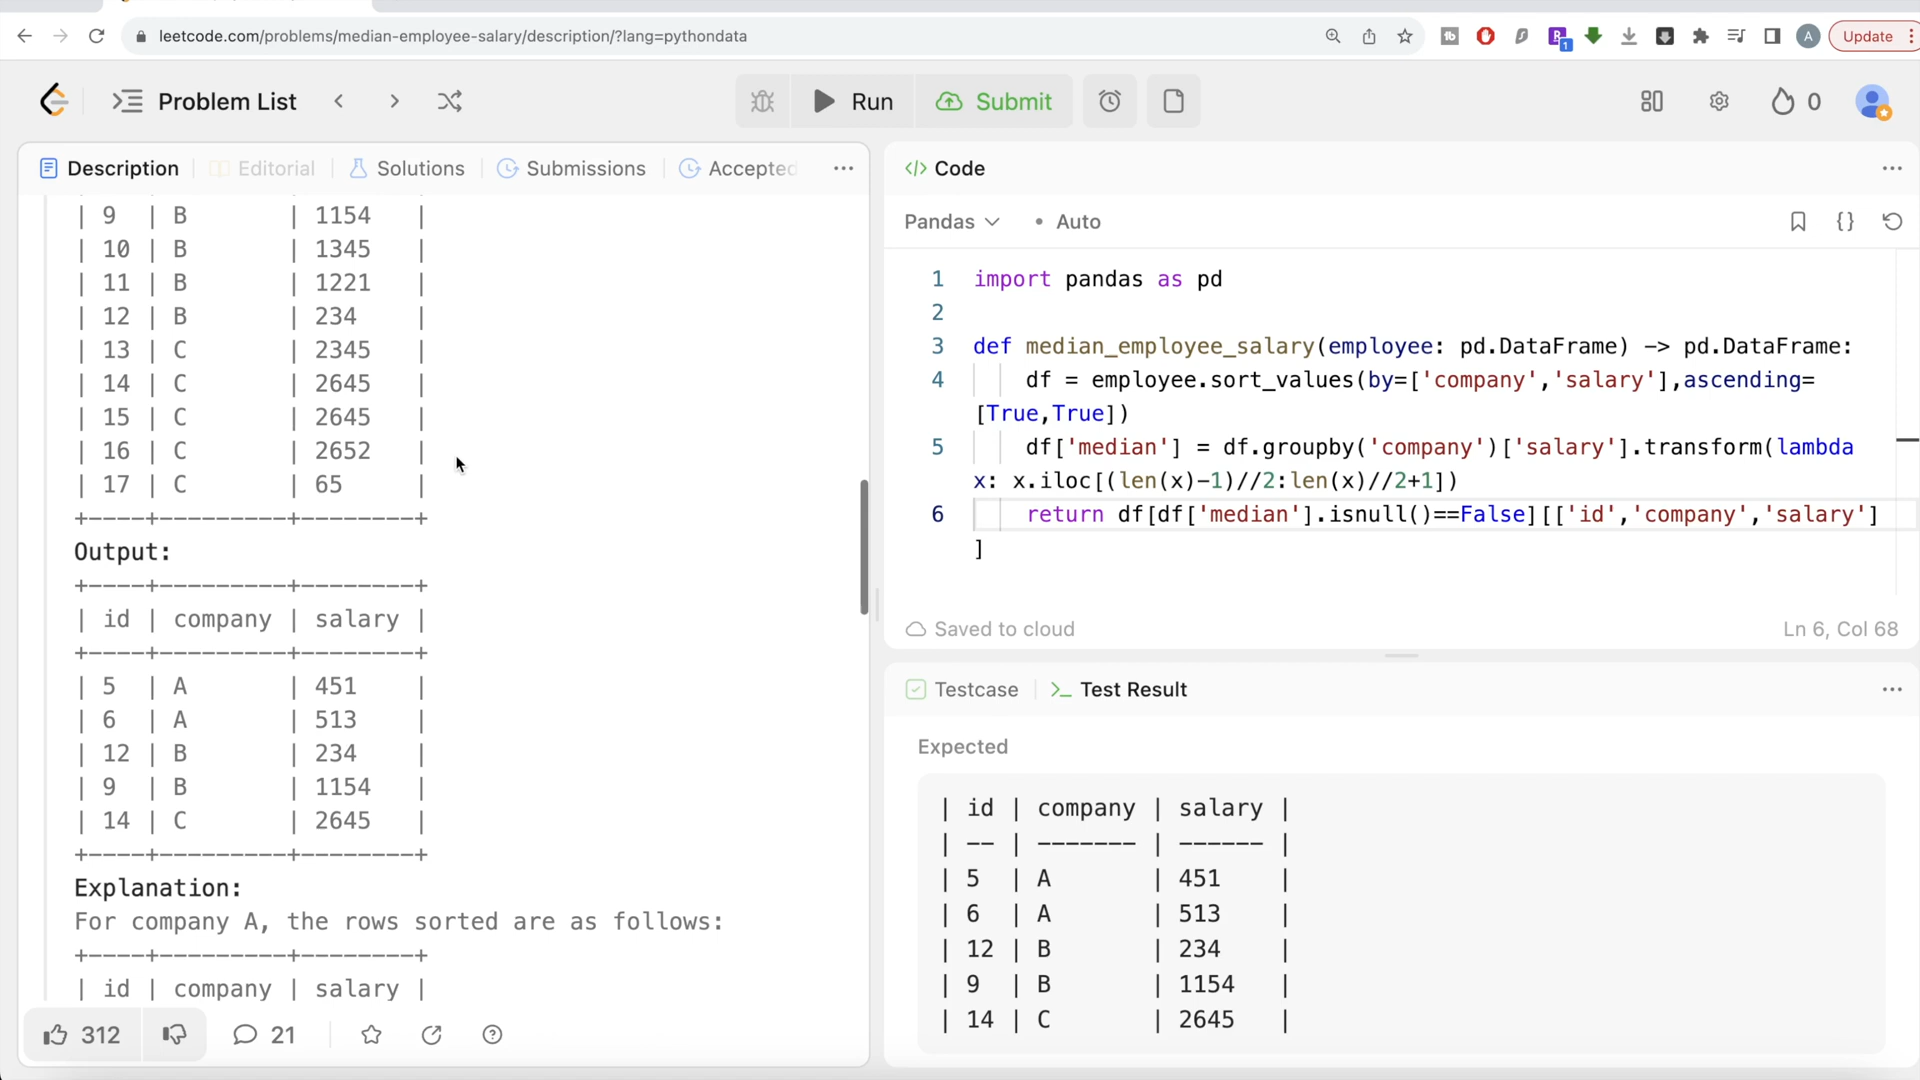 leetcode.com/problems/median-employee-salary/description/?lang=pythondata
1
A
Update
Problem List
Run
Submit
0
Description
Editorial
Solutions
Submissions
Accepted
| 9 | B | 1154 |
| 10 | B | 1345 |
| 11 | B | 1221 |
| 12 | B | 234 |
| 13 | C | 2345 |
| 14 | C | 2645 |
| 15 | C | 2645 |
| 16 | C | 2652 |
| 17 | C | 65 |
+----+---------+--------+
Output:
+----+---------+--------+
| id | company | salary |
+----+---------+--------+
| 5 | A | 451 |
| 6 | A | 513 |
| 12 | B | 234 |
| 9 | B | 1154 |
| 14 | C | 2645 |
+----+---------+--------+
Explanation:
For company A, the rows sorted are as follows:
+----+---------+--------+
| id | company | salary |
312
21
</> Code
Pandas
• Auto
1 import pandas as pd
2
3 def median_employee_salary(employee: pd.DataFrame) -> pd.DataFrame:
4 df = employee.sort_values(by=['company','salary'],ascending=
[True,True])
5 df['median'] = df.groupby('company')['salary'].transform(lambda
x: x.iloc[(len(x)-1)//2:len(x)//2+1])
6 return df[df['median'].isnull()==False][['id','company','salary']
]
Saved to cloud
Ln 6, Col 68
Testcase
Test Result
Expected
| id | company | salary |
| -- | ------- | ------ |
| 5 | A | 451 |
| 6 | A | 513 |
| 12 | B | 234 |
| 9 | B | 1154 |
| 14 | C | 2645 |